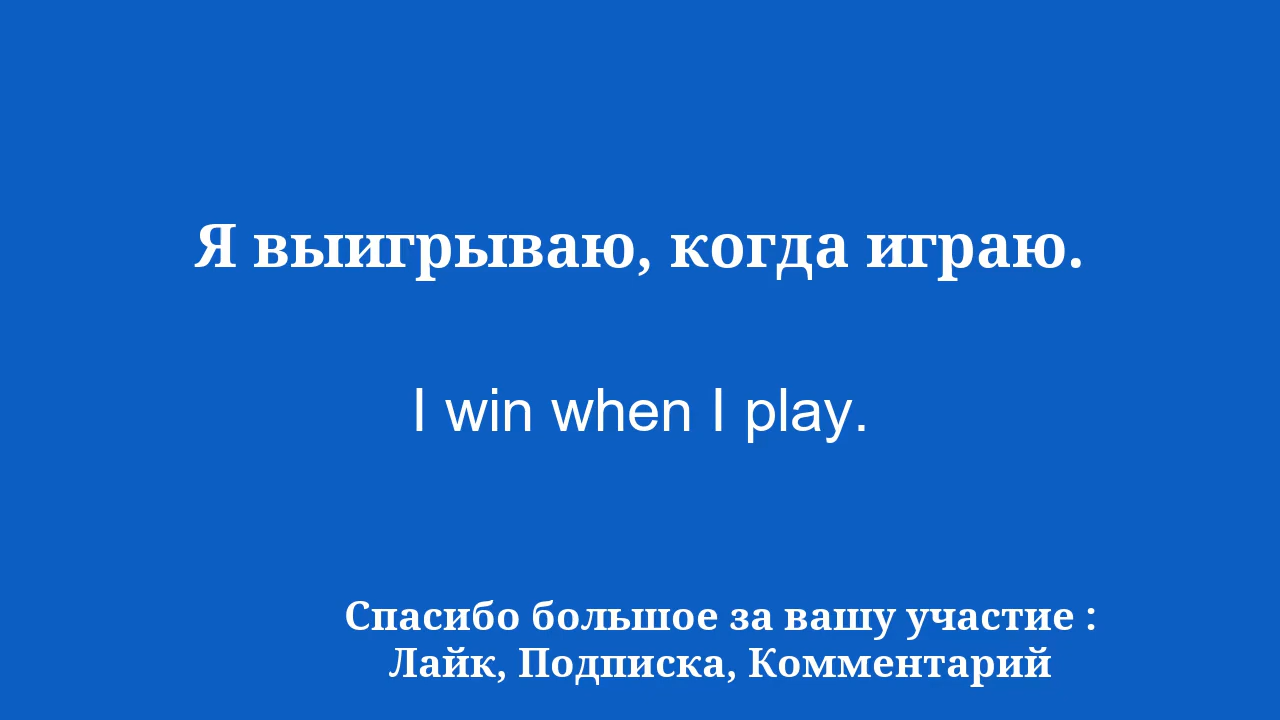 Я выигрываю, когда играю.
I win when I play.
Спасибо большое за вашу участие :
Лайк, Подписка, Комментарий